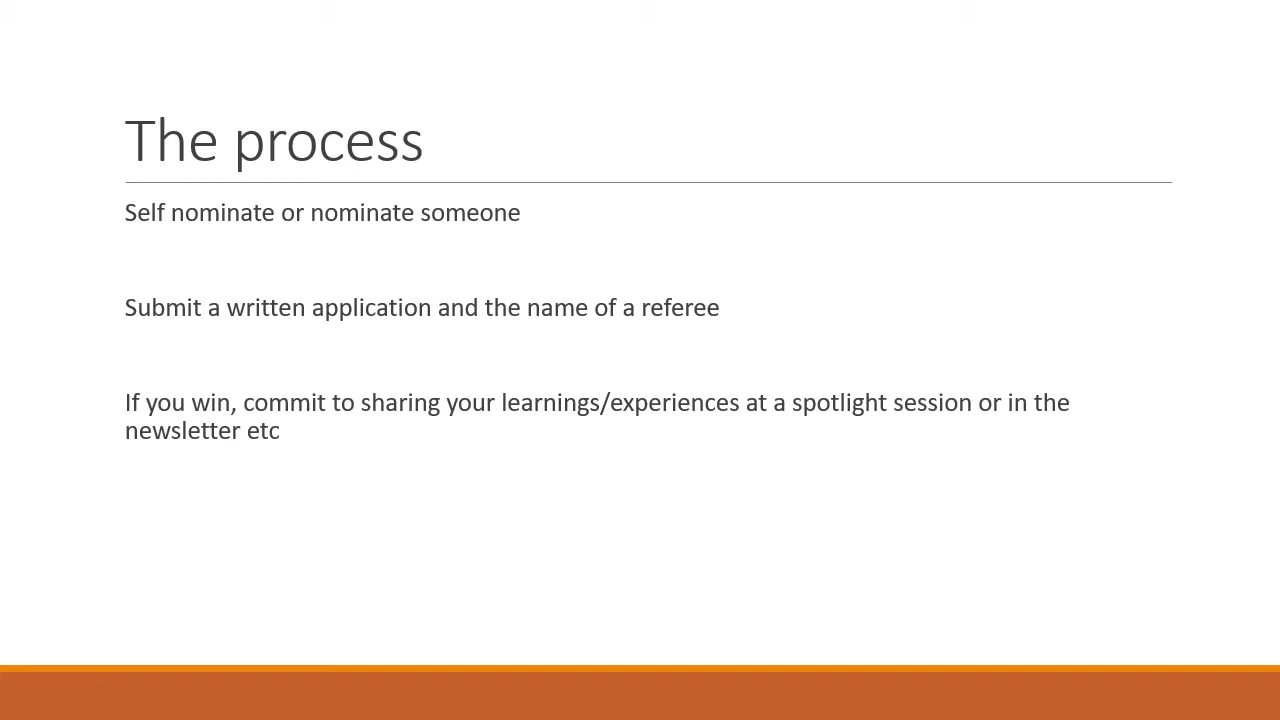 The process
Self nominate or nominate someone
Submit a written application and the name of a referee
If you win, commit to sharing your learnings/experiences at a spotlight session or in the
newsletter etc